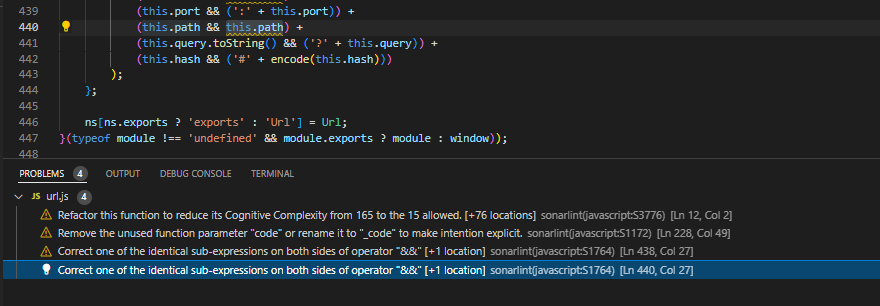 439 (this.port && (':' + this.port)) +
440 (this.path && this.path) +
441 (this.query.toString() && ('?' + this.query)) +
442 (this.hash && ('#' + encode(this.hash)))
443 );
444 };
445
446 ns[ns.exports ? 'exports' : 'Url'] = Url;
447 }(typeof module !== 'undefined' && module.exports ? module : window));
448
PROBLEMS 4 OUTPUT DEBUG CONSOLE TERMINAL
JS url.js 4
Refactor this function to reduce its Cognitive Complexity from 165 to the 15 allowed. [+76 locations] sonarlint(javascript:S3776) [Ln 12, Col 2]
Remove the unused function parameter "code" or rename it to "_code" to make intention explicit. sonarlint(javascript:S1172) [Ln 228, Col 49]
Correct one of the identical sub-expressions on both sides of operator "&&" [+1 location] sonarlint(javascript:S1764) [Ln 438, Col 27]
Correct one of the identical sub-expressions on both sides of operator "&&" [+1 location] sonarlint(javascript:S1764) [Ln 440, Col 27]